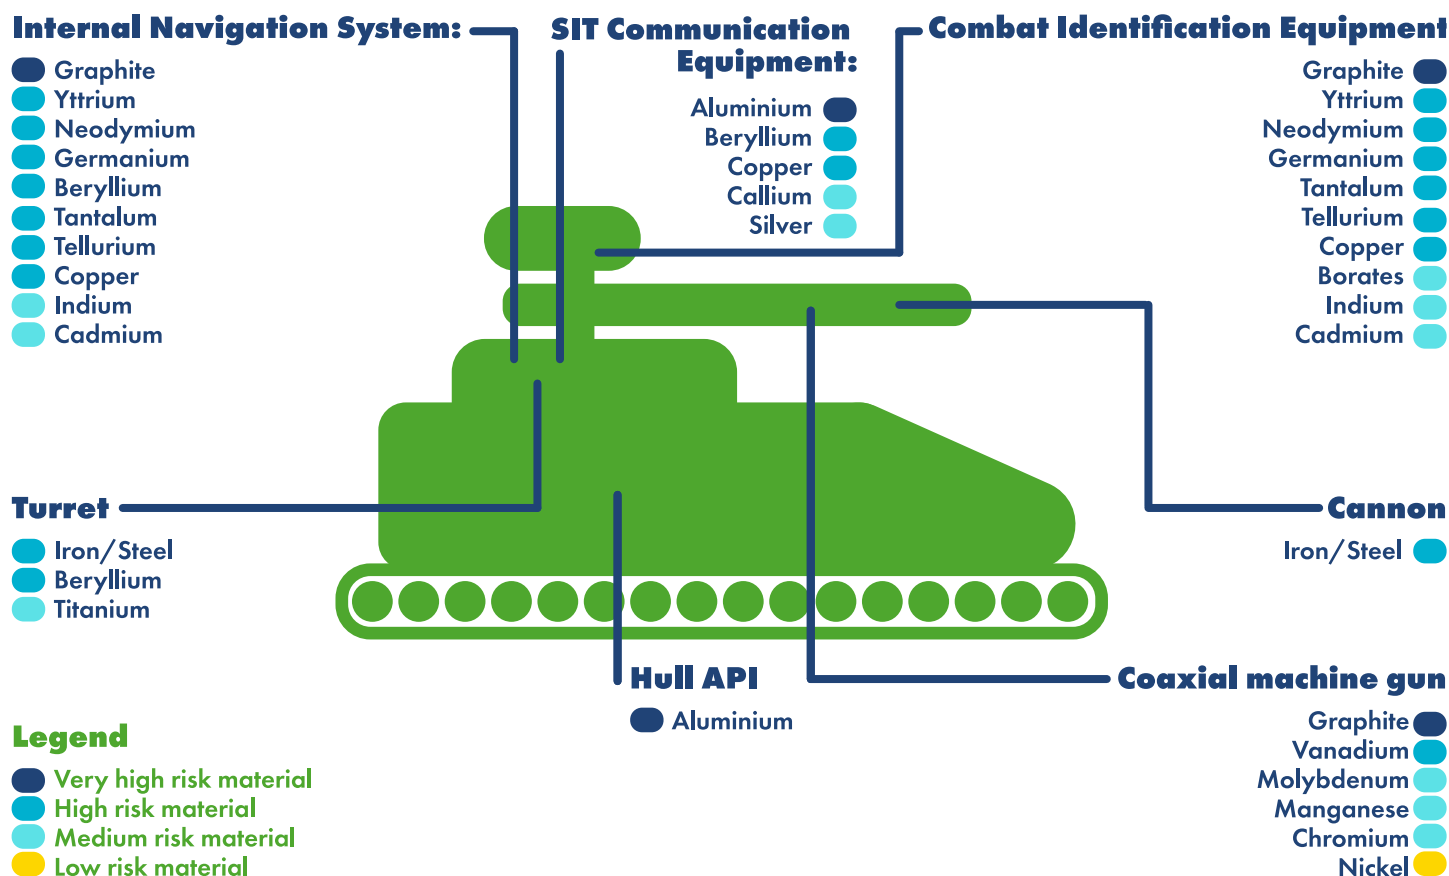 Internal Navigation System:
Graphite
Yttrium
Neodymium
Germanium
Beryllium
Tantalum
Tellurium
Copper
Indium
Cadmium
SIT Communication
Equipment:
Aluminium
Beryllium
Copper
Callium
Silver
Combat Identification Equipment
Graphite
Yttrium
Neodymium
Germanium
Tantalum
Tellurium
Copper
Borates
Indium
Cadmium
Turret
Iron/Steel
Beryllium
Titanium
Cannon
Iron/Steel
Hull API
Aluminium
Coaxial machine gun
Graphite
Vanadium
Molybdenum
Manganese
Chromium
Nickel
Legend
Very high risk material
High risk material
Medium risk material
Low risk material